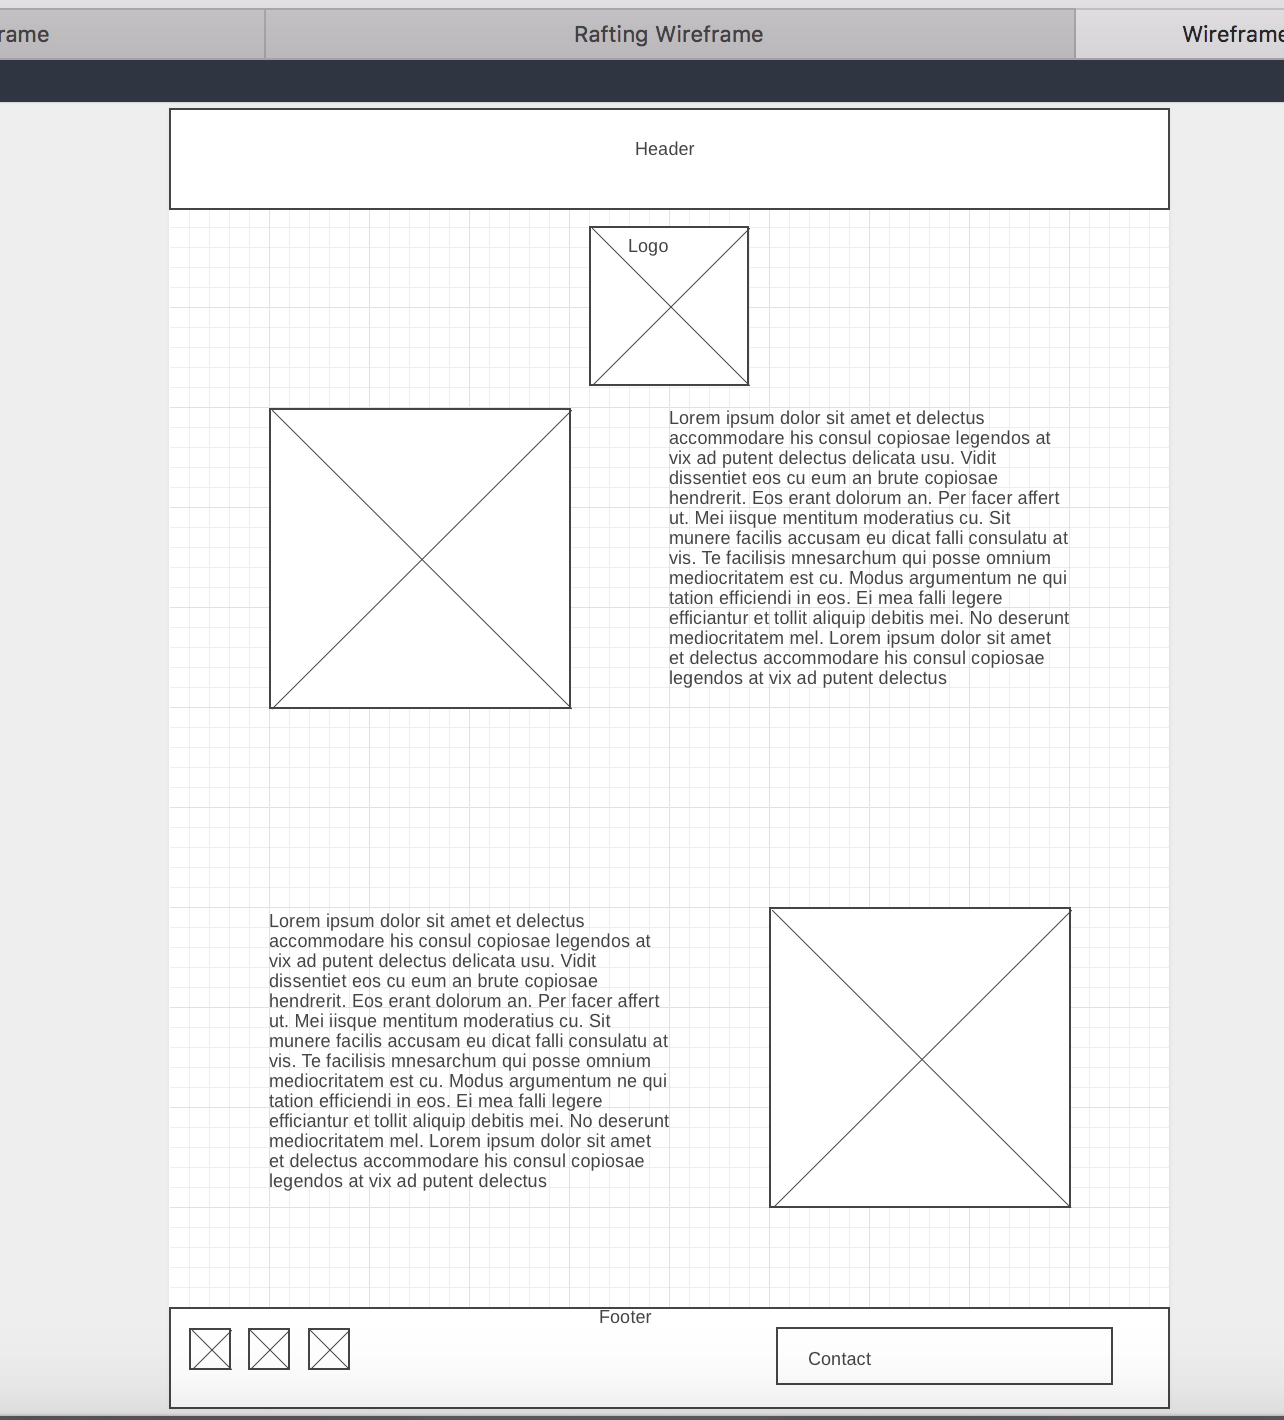 rame
Rafting Wireframe
Wireframe
Header
Logo
Lorem ipsum dolor sit amet et delectus
accommodare his consul copiosae legendos at
vix ad putent delectus delicata usu. Vidit
dissentiet eos cu eum an brute copiosae
hendrerit. Eos erant dolorum an. Per facer affert
ut. Mei iisque mentitum moderatius cu. Sit
munere facilis accusam eu dicat falli consulatu at
vis. Te facilisis mnesarchum qui posse omnium
mediocritatem est cu. Modus argumentum ne qui
tation efficiendi in eos. Ei mea falli legere
efficiantur et tollit aliquip debitis mei. No deserunt
mediocritatem mel. Lorem ipsum dolor sit amet
et delectus accommodare his consul copiosae
legendos at vix ad putent delectus
Lorem ipsum dolor sit amet et delectus
accommodare his consul copiosae legendos at
vix ad putent delectus delicata usu. Vidit
dissentiet eos cu eum an brute copiosae
hendrerit. Eos erant dolorum an. Per facer affert
ut. Mei iisque mentitum moderatius cu. Sit
munere facilis accusam eu dicat falli consulatu at
vis. Te facilisis mnesarchum qui posse omnium
mediocritatem est cu. Modus argumentum ne qui
tation efficiendi in eos. Ei mea falli legere
efficiantur et tollit aliquip debitis mei. No deserunt
mediocritatem mel. Lorem ipsum dolor sit amet
et delectus accommodare his consul copiosae
legendos at vix ad putent delectus
Footer
Contact